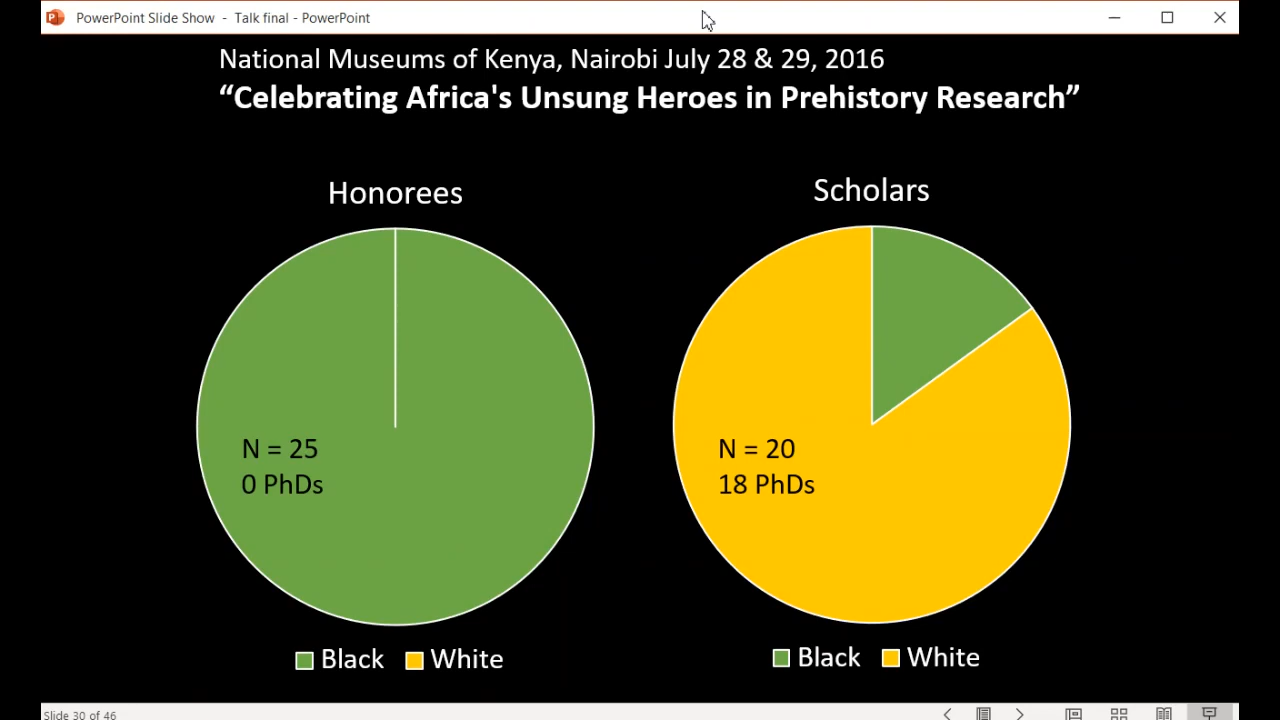 PowerPoint Slide Show - Talk final - PowerPoint
National Museums of Kenya, Nairobi July 28 & 29, 2016
“Celebrating Africa's Unsung Heroes in Prehistory Research”
Honorees
N = 25
0 PhDs
Black White
Scholars
N = 20
18 PhDs
Black White
Slide 30 of 46